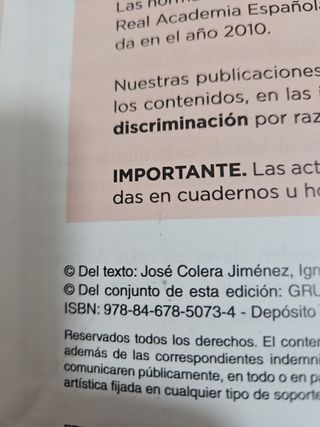 Las norm
Real Academia Española
da en el año 2010.
Nuestras publicaciones
los contenidos, en las
discriminación por raz
IMPORTANTE. Las act
das en cuadernos u h
© Del texto: José Colera Jiménez, Ign
© Del conjunto de esta edición: GRU
ISBN: 978-84-678-5073-4 - Depósito
Reservados todos los derechos. El conten
además de las correspondientes indemni
comunicaren públicamente, en todo o en pa
artística fijada en cualquier tipo de soporte